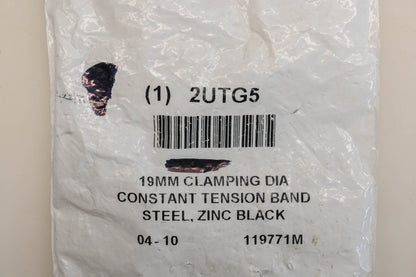 (1) 2UTG5
19MM CLAMPING DIA
CONSTANT TENSION BAND
STEEL, ZINC BLACK
04-10 119771M